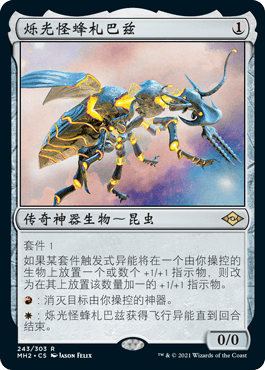 烁光怪蜂札巴兹 1
传奇神器生物～昆虫
套件 1
如果某套件触发式异能将在一个由你操控的
生物上放置一个或数个 +1/+1 指示物，则改
为在其上放置该数量加一的 +1/+1 指示物。
：消灭目标由你操控的神器。
：烁光怪蜂札巴兹获得飞行异能直到回合
结束。
0/0
243/303 R
MH2 • CS JASON FELIX ™ & © 2021 Wizards of the Coast